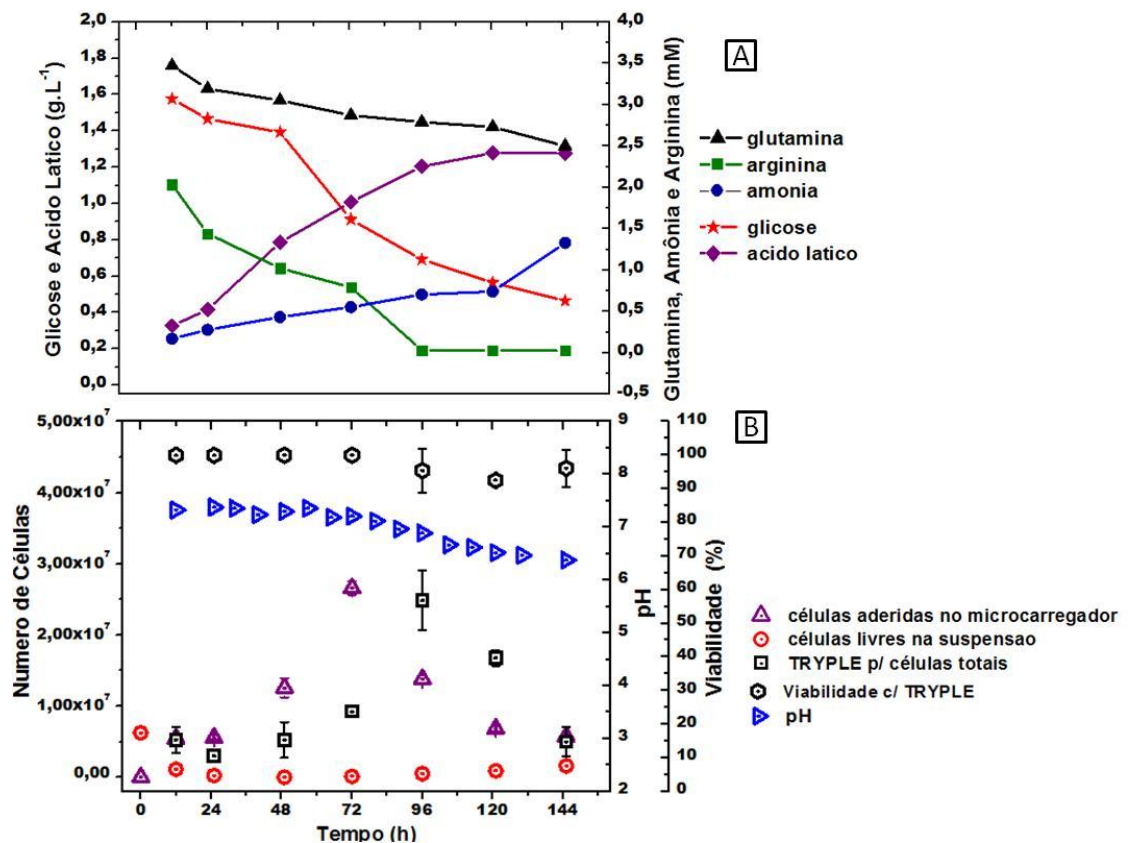 A
Glicose e Acido Latico (g.L-1)
2,0
1,8
1,6
1,4
1,2
1,0
0,8
0,6
0,4
0,2
0,0
4,0
3,5
3,0
2,5
2,0
1,5
1,0
0,5
0,0
-0,5
Glutamina, Amônia e Arginina (mM)
glutamina
arginina
amonia
glicose
acido latico
B
Numero de Células
5,00x10⁷
4,00x10⁷
3,00x10⁷
2,00x10⁷
1,00x10⁷
0,00
9
8
7
6
5
4
3
2
pH
110
100
90
80
70
60
50
40
30
20
10
0
Viabilidade (%)
0 24 48 72 96 120 144
Tempo (h)
células aderidas no microcarregador
células livres na suspensao
TRYPLE p/ células totais
Viabilidade c/ TRYPLE
pH